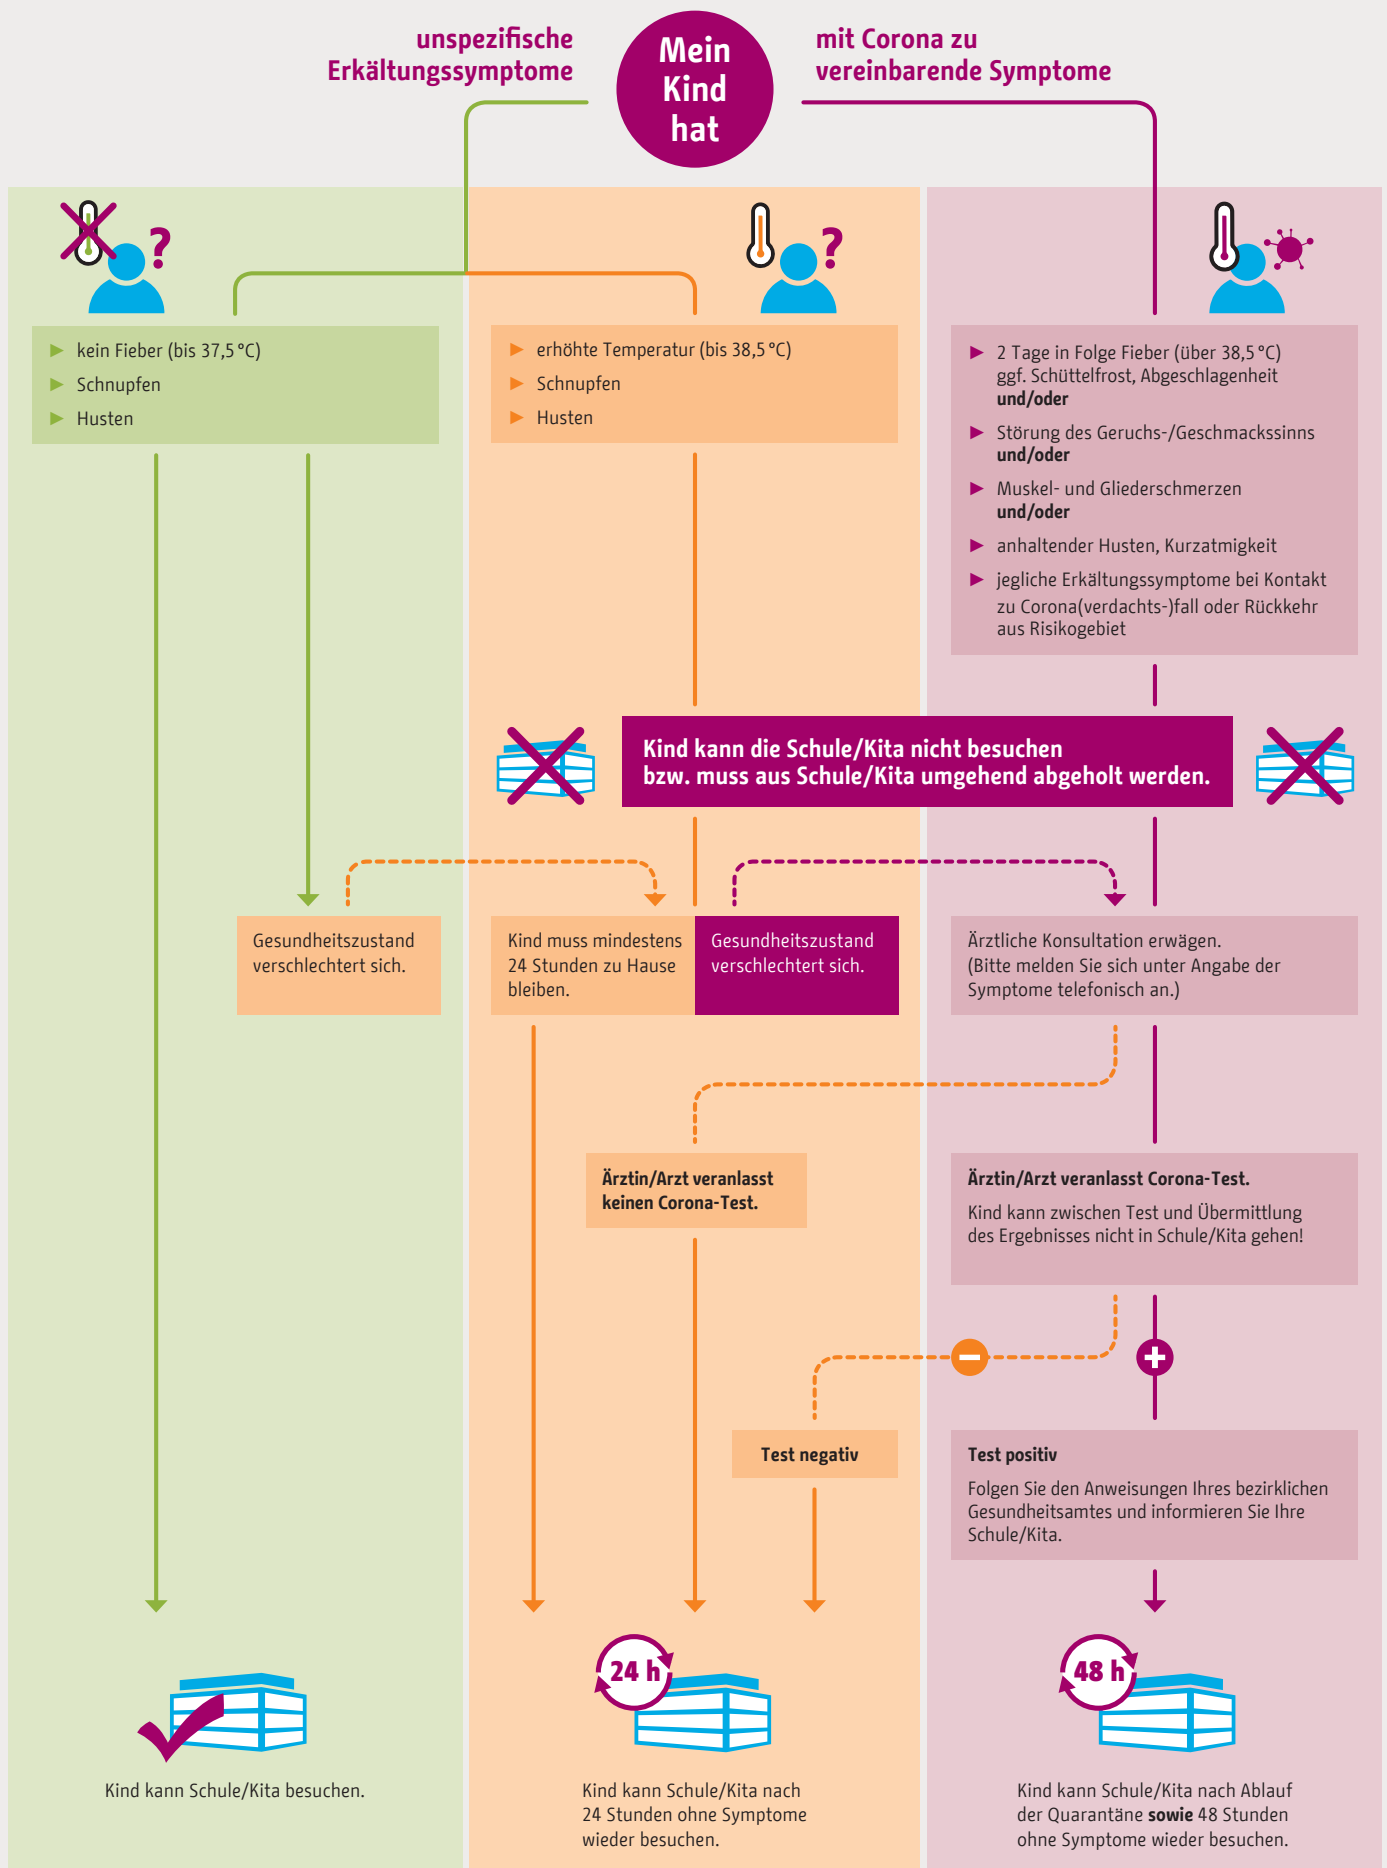 unspezifische
Erkältungssymptome
Mein
Kind
hat
mit Corona zu
vereinbarende Symptome
?
?
kein Fieber (bis 37,5 °C)
Schnupfen
Husten
erhöhte Temperatur (bis 38,5 °C)
Schnupfen
Husten
2 Tage in Folge Fieber (über 38,5 °C)
ggf. Schüttelfrost, Abgeschlagenheit
und/oder
Störung des Geruchs-/Geschmackssinns
und/oder
Muskel- und Gliederschmerzen
und/oder
anhaltender Husten, Kurzatmigkeit
jegliche Erkältungssymptome bei Kontakt
zu Corona(verdachts-)fall oder Rückkehr
aus Risikogebiet
Kind kann die Schule/Kita nicht besuchen
bzw. muss aus Schule/Kita umgehend abgeholt werden.
Gesundheitszustand
verschlechtert sich.
Kind muss mindestens
24 Stunden zu Hause
bleiben.
Gesundheitszustand
verschlechtert sich.
Ärztliche Konsultation erwägen.
(Bitte melden Sie sich unter Angabe der
Symptome telefonisch an.)
Ärztin/Arzt veranlasst
keinen Corona-Test.
Ärztin/Arzt veranlasst Corona-Test.
Kind kann zwischen Test und Übermittlung
des Ergebnisses nicht in Schule/Kita gehen!
Test negativ
Test positiv
Folgen Sie den Anweisungen Ihres bezirklichen
Gesundheitsamtes und informieren Sie Ihre
Schule/Kita.
24 h
48 h
Kind kann Schule/Kita besuchen.
Kind kann Schule/Kita nach
24 Stunden ohne Symptome
wieder besuchen.
Kind kann Schule/Kita nach Ablauf
der Quarantäne sowie 48 Stunden
ohne Symptome wieder besuchen.